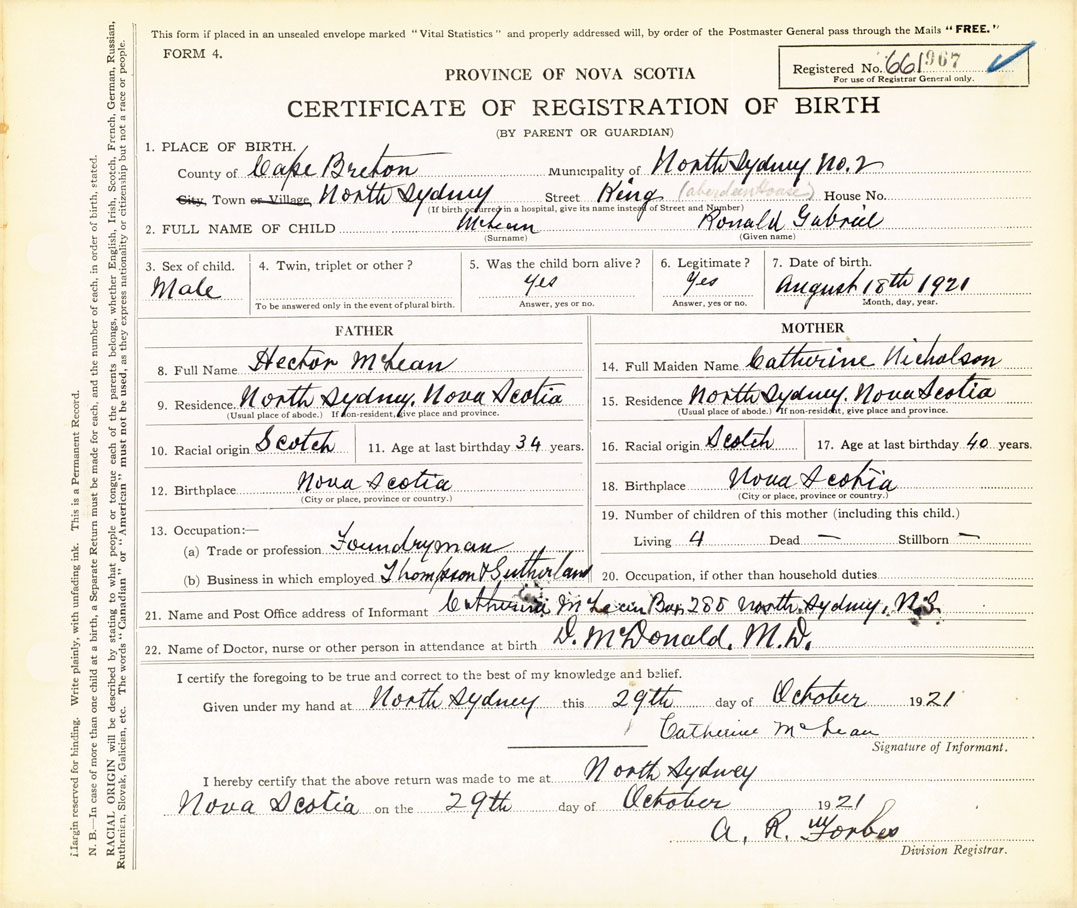 This form if placed in an unsealed envelope marked "Vital Statistics" and properly addressed will, by order of the Postmaster General pass through the Mails "FREE."
FORM 4.
Registered No. 661967
For use of Registrar General only.
PROVINCE OF NOVA SCOTIA
CERTIFICATE OF REGISTRATION OF BIRTH
(BY PARENT OR GUARDIAN)
1. PLACE OF BIRTH.
County of Cape Breton Municipality of North Sydney No. 2
City, Town or Village North Sydney Street King (aberdeen House) House No.
(If birth occurred in a hospital, give its name instead of Street and Number)
2. FULL NAME OF CHILD McLean Ronald Gabriel
(Surname) (Given name)
3. Sex of child. 4. Twin, triplet or other? 5. Was the child born alive? 6. Legitimate? 7. Date of birth.
Male Yes Yes August 18th 1921
To be answered only in the event of plural birth. Answer, yes or no. Answer, yes or no. Month, day, year.
FATHER
8. Full Name Hector McLean
9. Residence. North Sydney, Nova Scotia
(Usual place of abode.) If non-resident, give place and province.
10. Racial origin Scotch 11. Age at last birthday 34 years.
12. Birthplace Nova Scotia
(City or place, province or country.)
13. Occupation:—
(a) Trade or profession Foundryman
(b) Business in which employed Thompson & Sutherland
MOTHER
14. Full Maiden Name Catherine Nicholson
15. Residence North Sydney, Nova Scotia
(Usual place of abode.) If non-resident, give place and province.
16. Racial origin Scotch 17. Age at last birthday 40 years.
18. Birthplace Nova Scotia
(City or place, province or country.)
19. Number of children of this mother (including this child.)
Living 4 Dead — Stillborn —
20. Occupation, if other than household duties
21. Name and Post Office address of Informant Catherine McLean Box 288 North Sydney, N.S.
22. Name of Doctor, nurse or other person in attendance at birth D. McDonald, M.D.
I certify the foregoing to be true and correct to the best of my knowledge and belief.
Given under my hand at North Sydney this 29th day of October 1921
Catherine McLean
Signature of Informant.
I hereby certify that the above return was made to me at North Sydney
Nova Scotia on the 29th day of October 1921
A. R. Forbes
Division Registrar.
Margin reserved for binding. Write plainly, with unfading ink. This is a Permanent Record.
N. B.—In case of more than one child at a birth, a Separate Return must be made for each, and the number of each, in order of birth, stated.
RACIAL ORIGIN will be described by stating to what people or tongue each of the parents belongs, whether English, Irish, Scotch, French, German, Russian,
Ruthenian, Slovak, Galician, etc. The words "Canadian" or "American" must not be used, as they express nationality or citizenship but not a race or people.